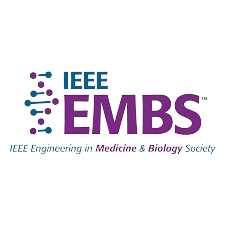 IEEE
EMBS™
IEEE Engineering in Medicine & Biology Society